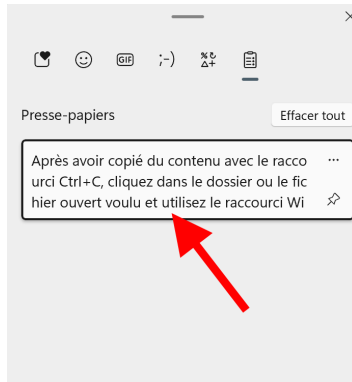 GIF
;-)
Presse-papiers
Effacer tout
Après avoir copié du contenu avec le racco
urci Ctrl+C, cliquez dans le dossier ou le fic
hier ouvert voulu et utilisez le raccourci Wi